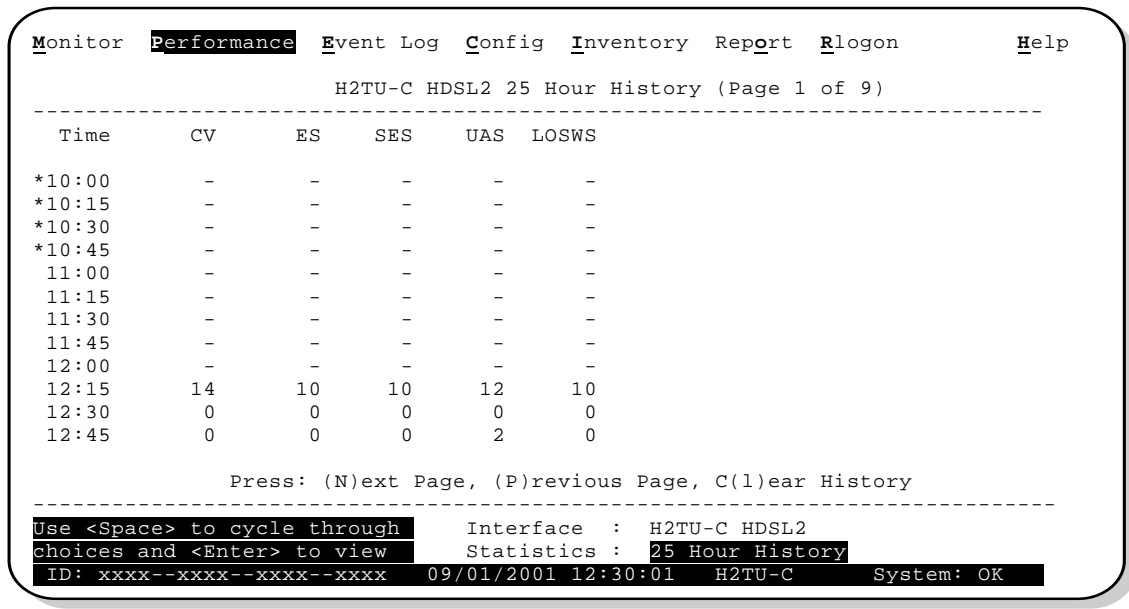 Monitor Performance Event Log Config Inventory Report Rlogon Help
H2TU-C HDSL2 25 Hour History (Page 1 of 9)
--------------------------------------------------------------------------------
Time CV ES SES UAS LOSWS
*10:00 - - - - -
*10:15 - - - - -
*10:30 - - - - -
*10:45 - - - - -
11:00 - - - - -
11:15 - - - - -
11:30 - - - - -
11:45 - - - - -
12:00 - - - - -
12:15 14 10 10 12 10
12:30 0 0 0 0 0
12:45 0 0 0 2 0
Press: (N)ext Page, (P)revious Page, C(l)ear History
--------------------------------------------------------------------------------
Use <Space> to cycle through Interface : H2TU-C HDSL2
choices and <Enter> to view Statistics : 25 Hour History
ID: xxxx--xxxx--xxxx--xxxx 09/01/2001 12:30:01 H2TU-C System: OK